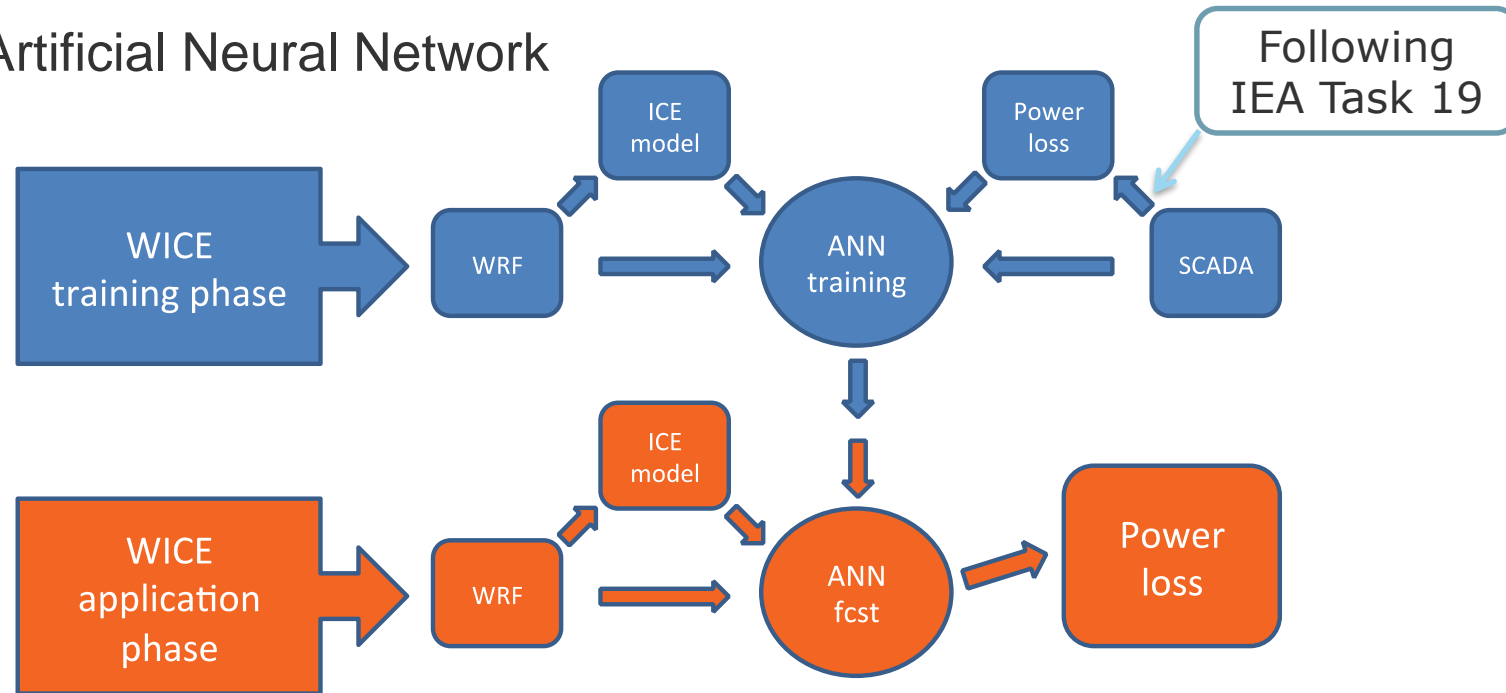 Artificial Neural Network
Following
IEA Task 19
ICE
model
Power
loss
WICE
training phase
WRF
ANN
training
SCADA
ICE
model
WICE
application
phase
WRF
ANN
fcst
Power
loss